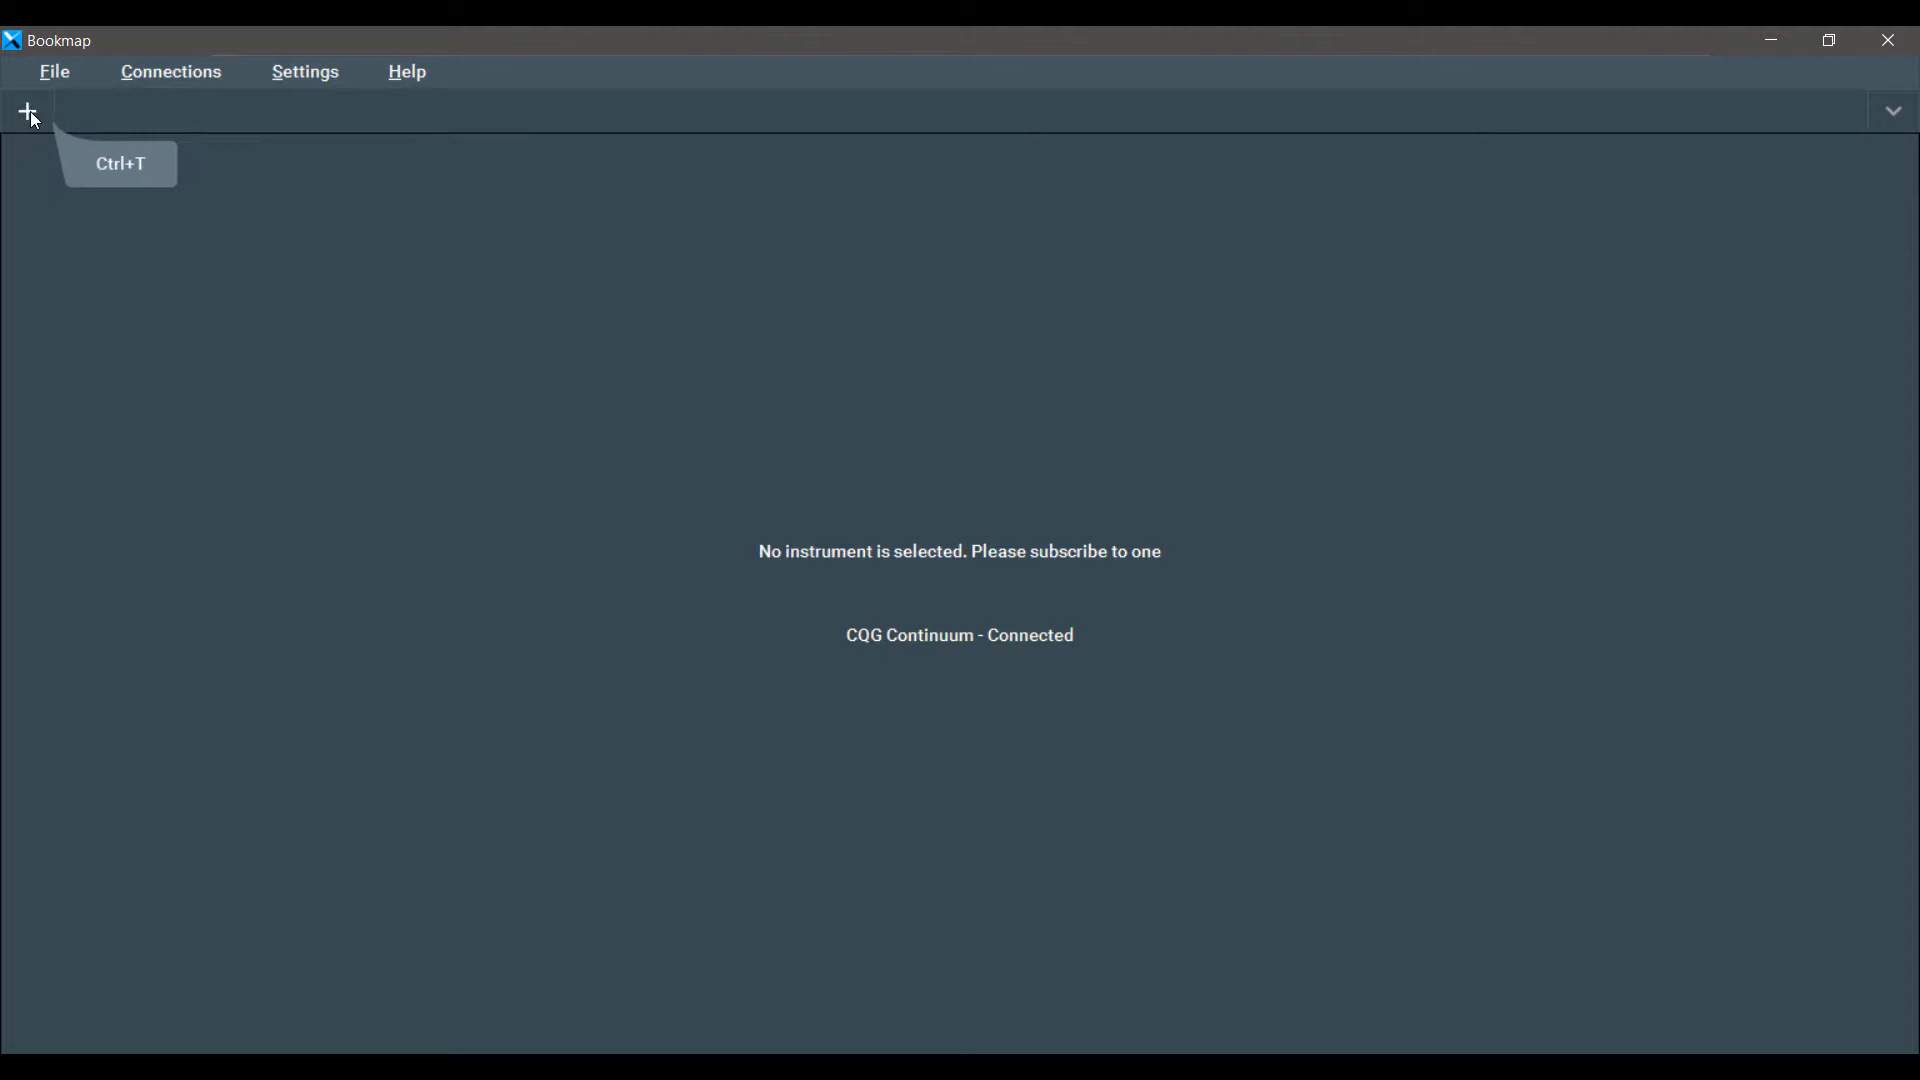 Bookmap
File Connections Settings Help
Ctrl+T
No instrument is selected. Please subscribe to one
CQG Continuum - Connected